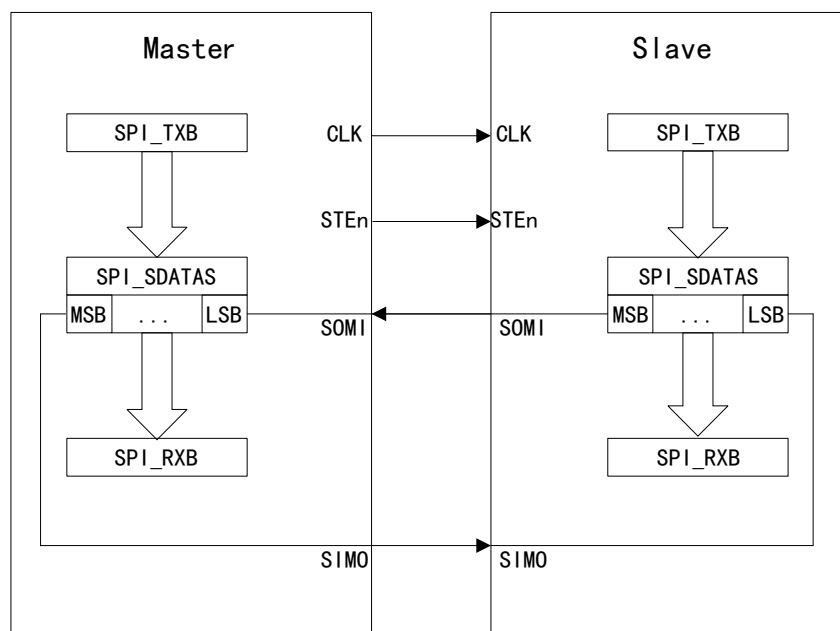 Master
SPI_TXB
CLK
STEn
SPI_SDATAS
MSB ... LSB
SOMI
SPI_RXB
SIMO
Slave
CLK
SPI_TXB
STEn
SPI_SDATAS
SOMI
MSB ... LSB
SPI_RXB
SIMO